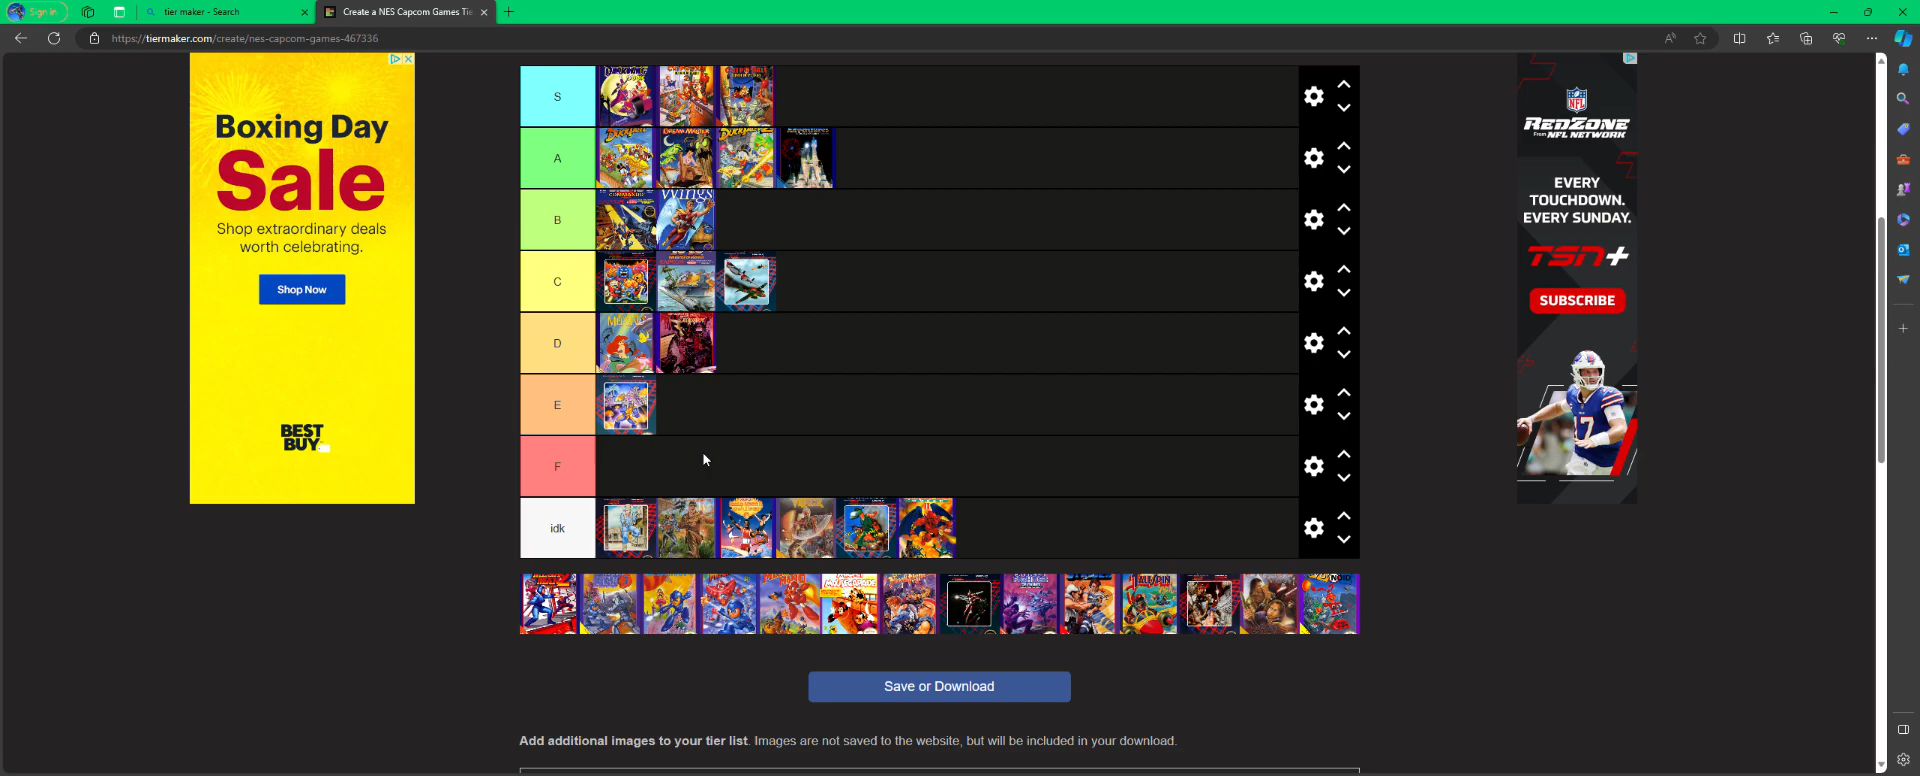 Sign in
tier maker - Search
Create a NES Capcom Games Tie
https://tiermaker.com/create/nes-capcom-games-467336
Boxing Day
Sale
Shop extraordinary deals
worth celebrating.
Shop Now
BEST
BUY
S
A
B
Wings
C
D
E
F
idk
NFL
REDZONE
FROM NFL NETWORK
EVERY
TOUCHDOWN.
EVERY SUNDAY.
TSN+
SUBSCRIBE
17
Save or Download
Add additional images to your tier list. Images are not saved to the website, but will be included in your download.